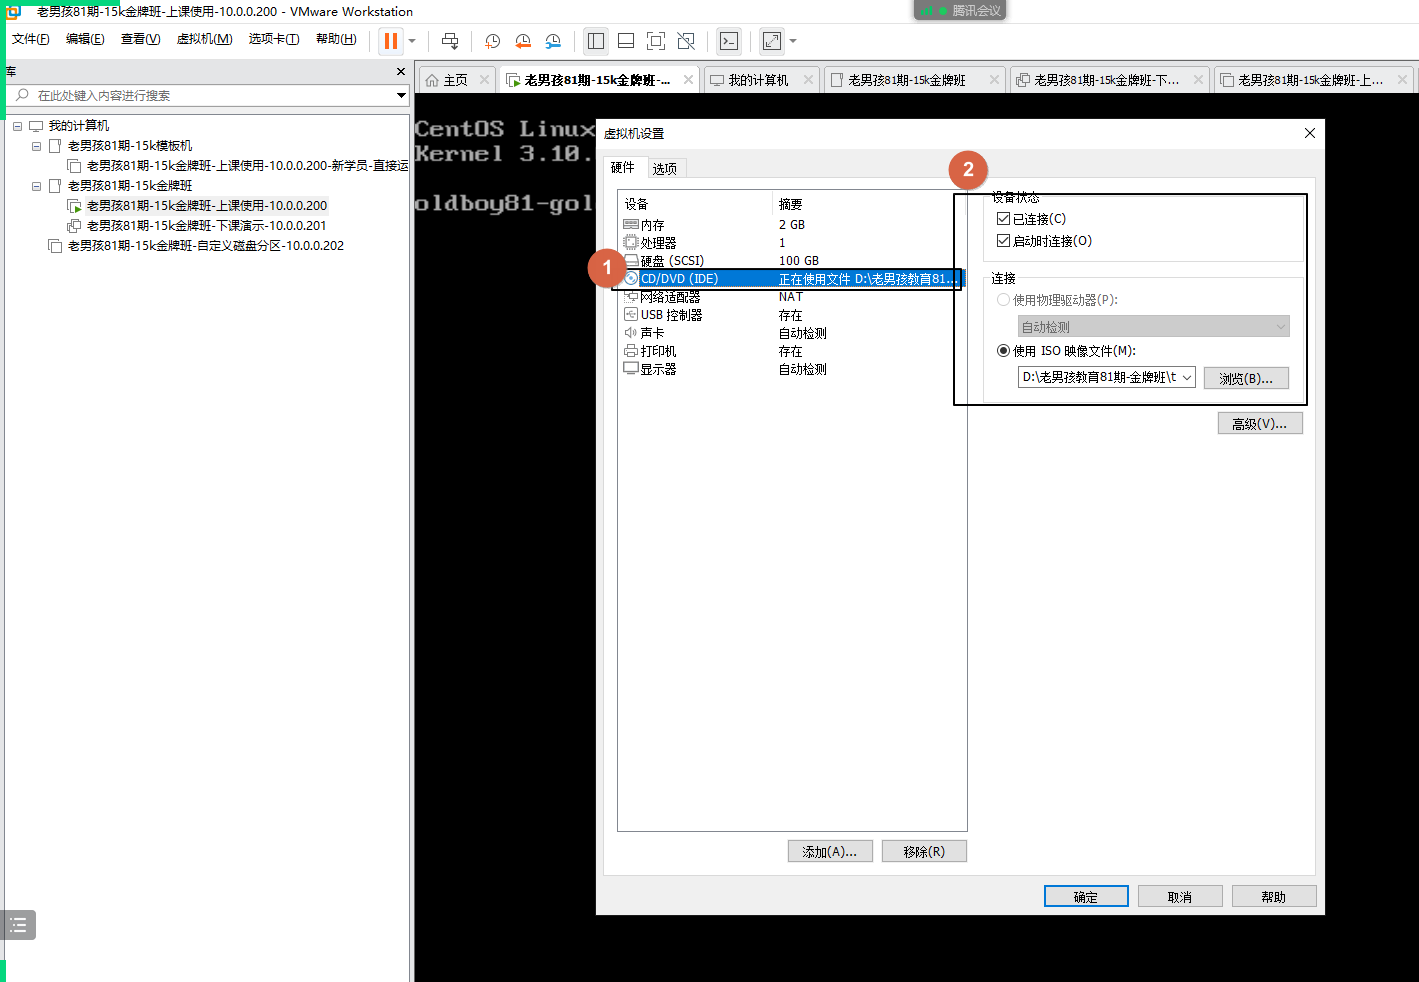 老男孩81期-15k金牌班-上课使用-10.0.0.200 - VMware Workstation
腾讯会议
文件(F) 编辑(E) 查看(V) 虚拟机(M) 选项卡(T) 帮助(H)
库
在此处键入内容进行搜索
我的计算机
老男孩81期-15k模板机
老男孩81期-15k金牌班-上课使用-10.0.0.200-新学员-直接运
老男孩81期-15k金牌班
老男孩81期-15k金牌班-上课使用-10.0.0.200
老男孩81期-15k金牌班-下课演示-10.0.0.201
老男孩81期-15k金牌班-自定义磁盘分区-10.0.0.202
主页 老男孩81期-15k金牌班-... 我的计算机 老男孩81期-15k金牌班 老男孩81期-15k金牌班-下... 老男孩81期-15k金牌班-上...
CentOS Linux
Kernel 3.10.
oldboy81-gol
虚拟机设置
硬件 选项
设备 摘要
内存 2 GB
处理器 1
硬盘 (SCSI) 100 GB
1
CD/DVD (IDE) 正在使用文件 D:\老男孩教育81...
网络适配器 NAT
USB 控制器 存在
声卡 自动检测
打印机 存在
显示器 自动检测
添加(A)... 移除(R)
2
设备状态
已连接(C)
启动时连接(O)
连接
使用物理驱动器(P):
自动检测
使用 ISO 映像文件(M):
D:\老男孩教育81期-金牌班\t 浏览(B)...
高级(V)...
确定 取消 帮助